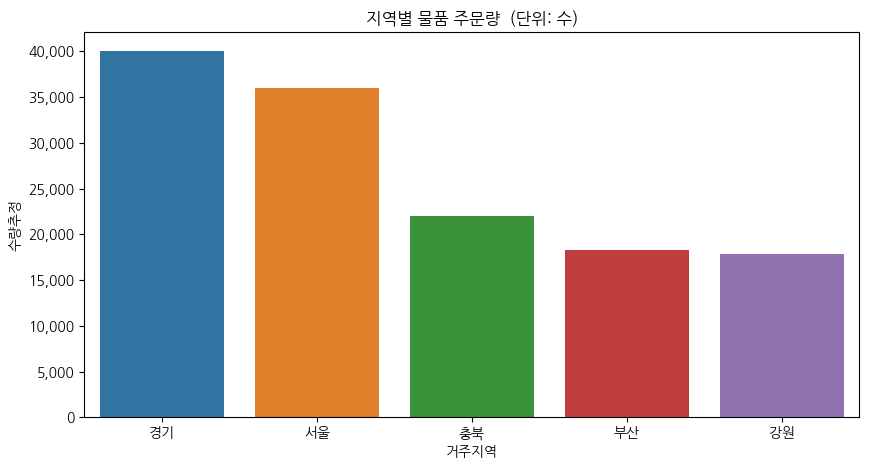 지역별 물품 주문량  (단위: 수)
수량추정
40,000
35,000
30,000
25,000
20,000
15,000
10,000
5,000
0
경기 서울 충북 부산 강원
거주지역